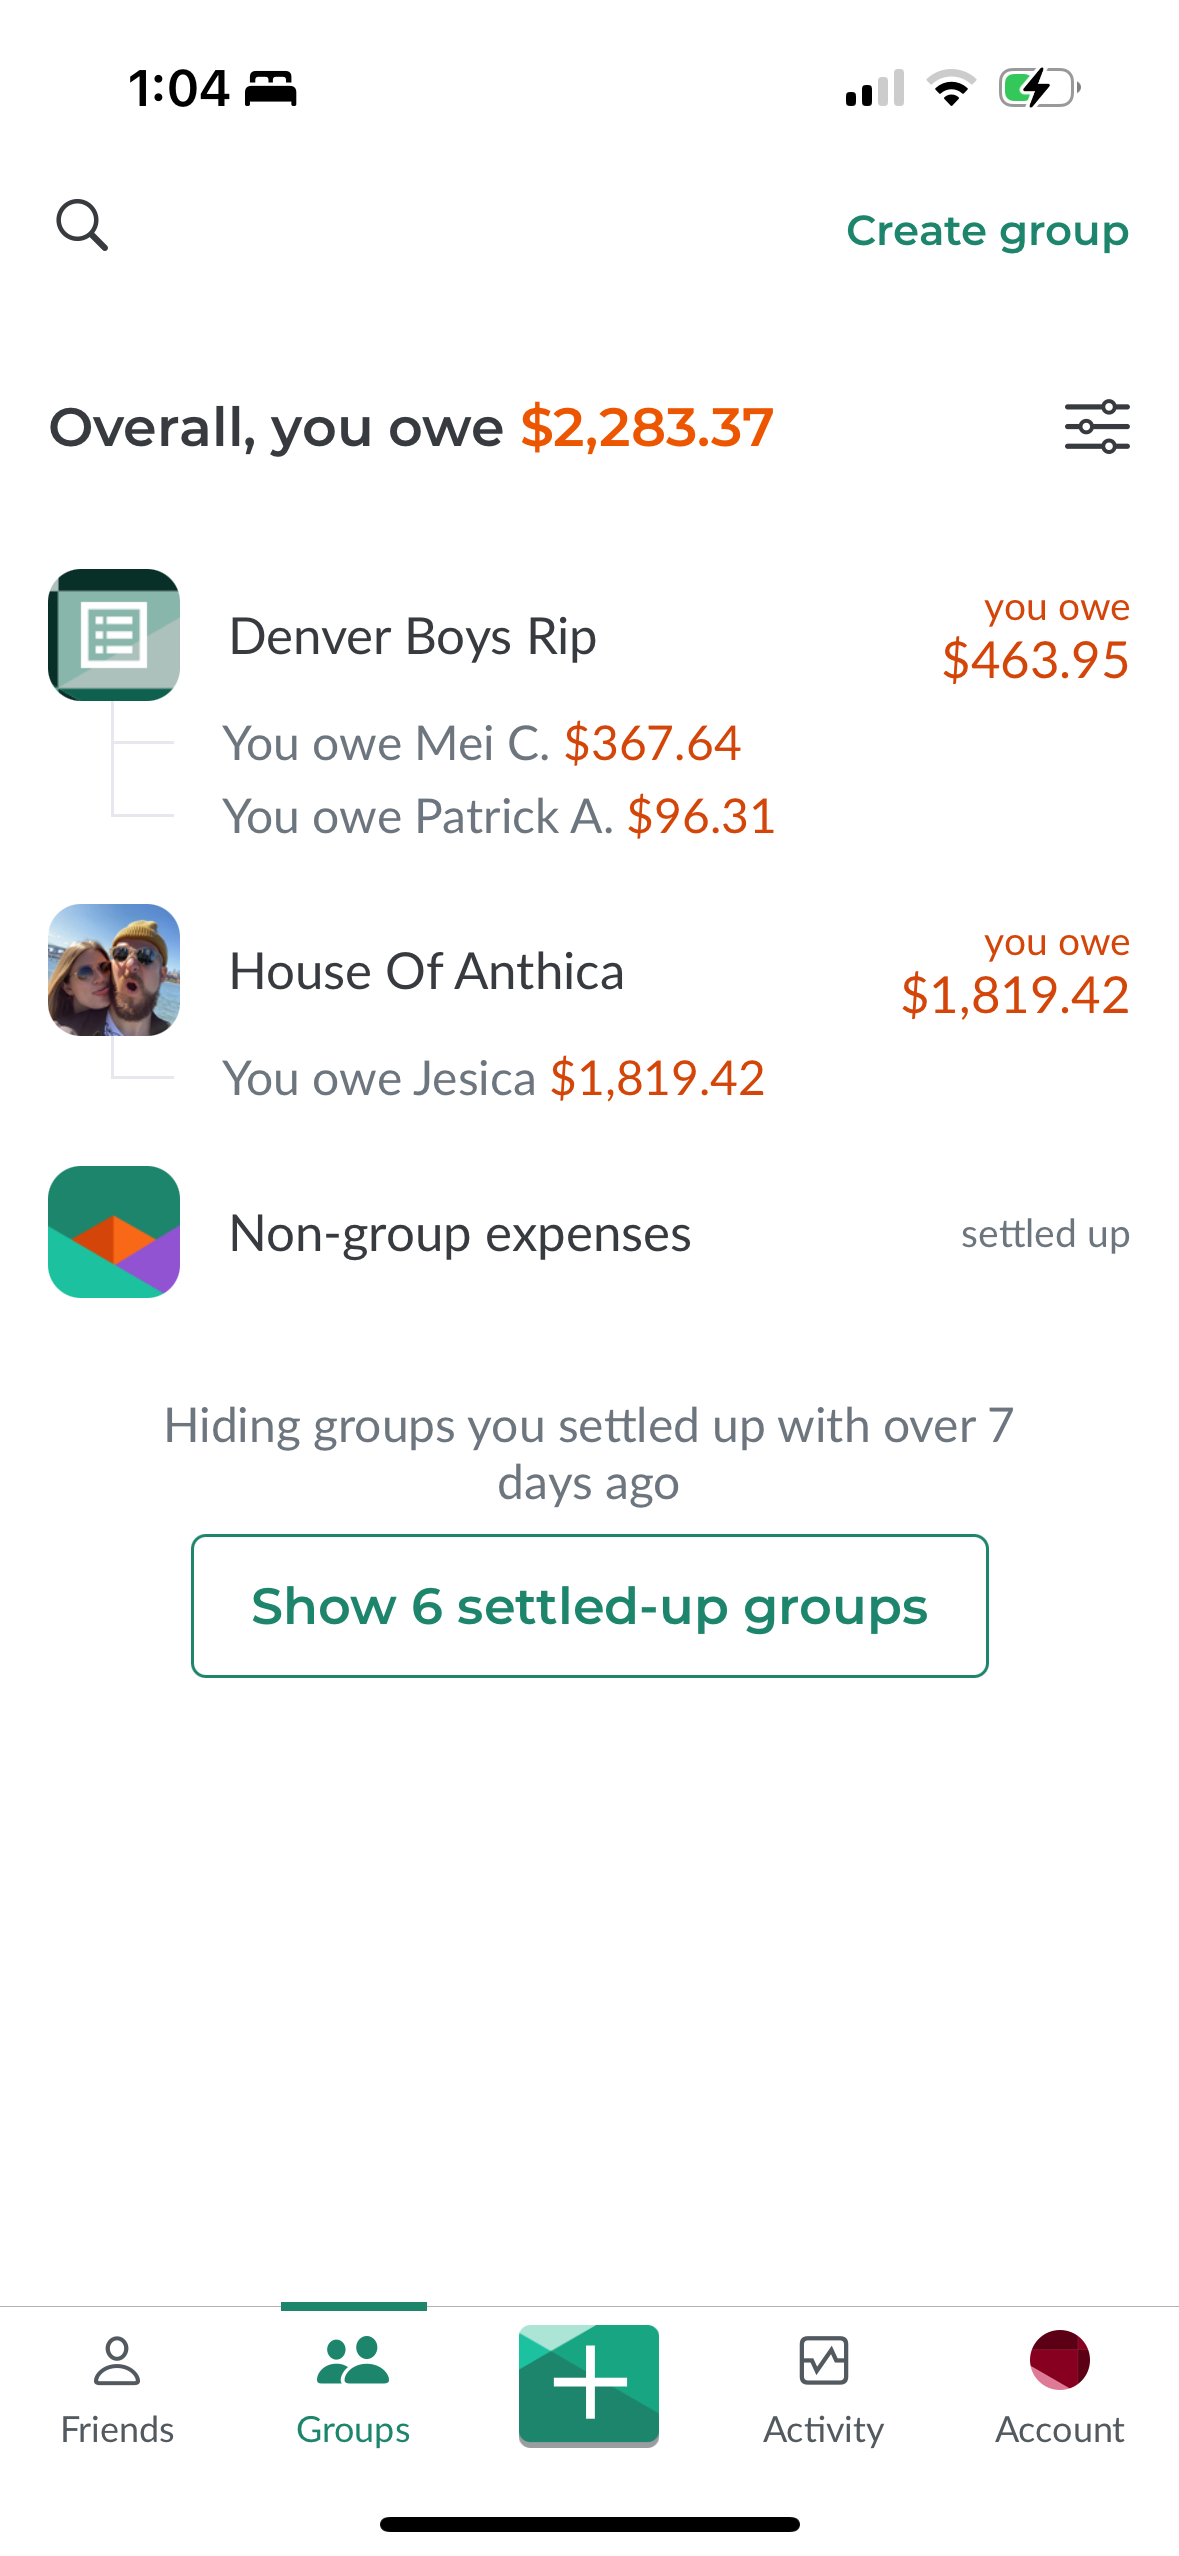 1:04
Create group
Overall, you owe $2,283.37
Denver Boys Rip
you owe
$463.95
You owe Mei C. $367.64
You owe Patrick A. $96.31
House Of Anthica
you owe
$1,819.42
You owe Jesica $1,819.42
Non-group expenses
settled up
Hiding groups you settled up with over 7
days ago
Show 6 settled-up groups
Friends
Groups
Activity
Account